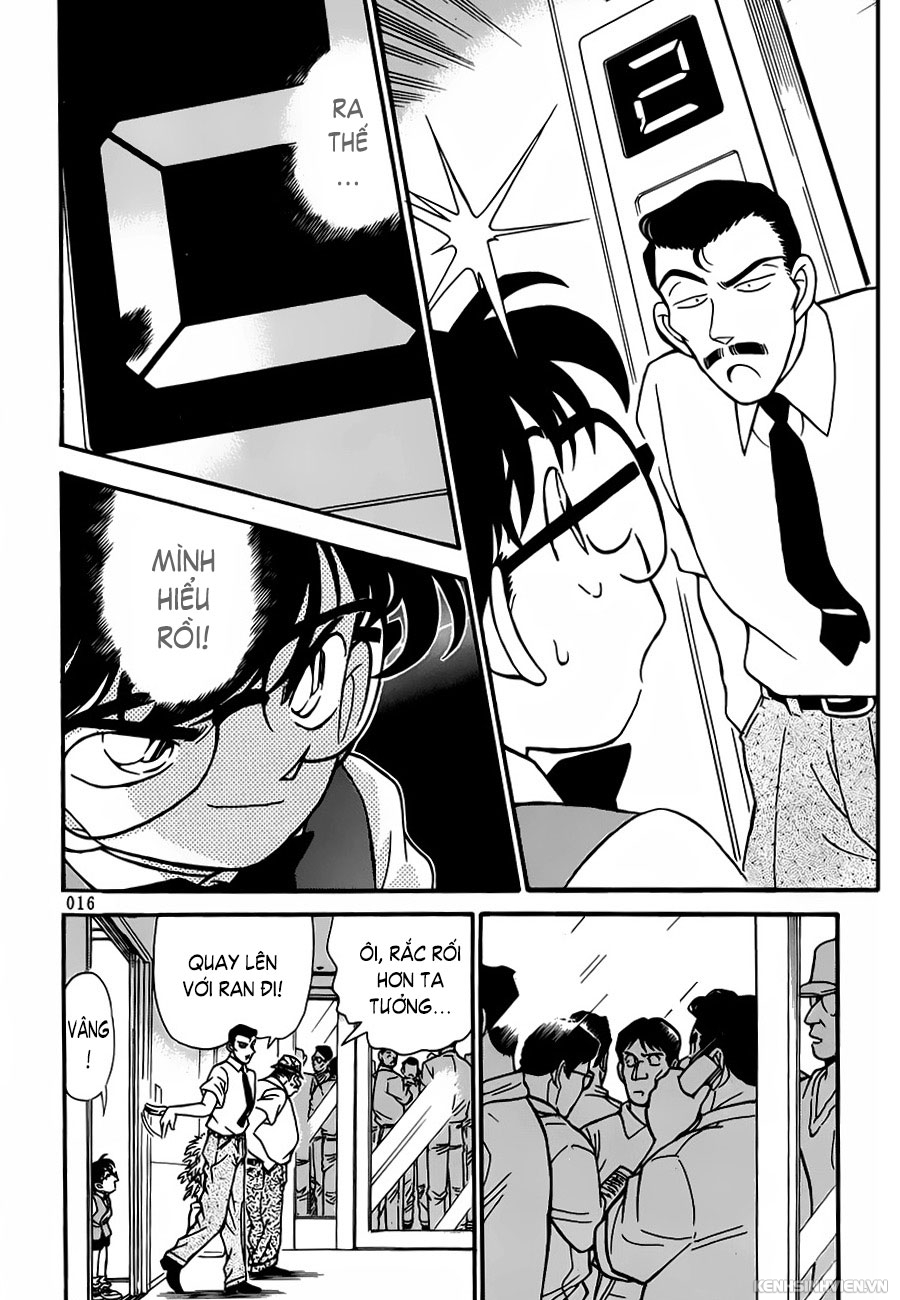 2
RA
THẾ
...
MÌNH
HIỂU
RỒI!
016
ÔI, RẮC RỐI
HƠN TA
TƯỞNG...
QUAY LÊN
VỚI RAN ĐI!
VÂNG
!
KENHSINHVIEN.VN